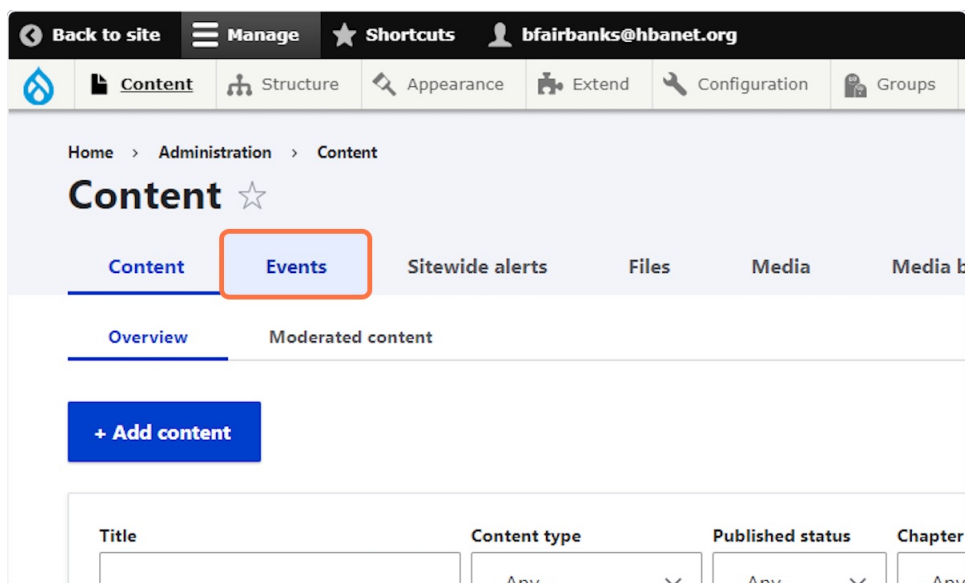 Back to site Manage Shortcuts bfairbanks@hbanet.org
Content Structure Appearance Extend Configuration Groups
Home > Administration > Content
Content
Content Events Sitewide alerts Files Media Media
Overview Moderated content
+ Add content
Title Content type Published status Chapter